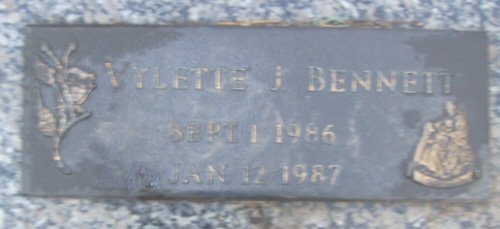 VYLETTE J. BENNETT
SEPT 1 1986
JAN 12 1987